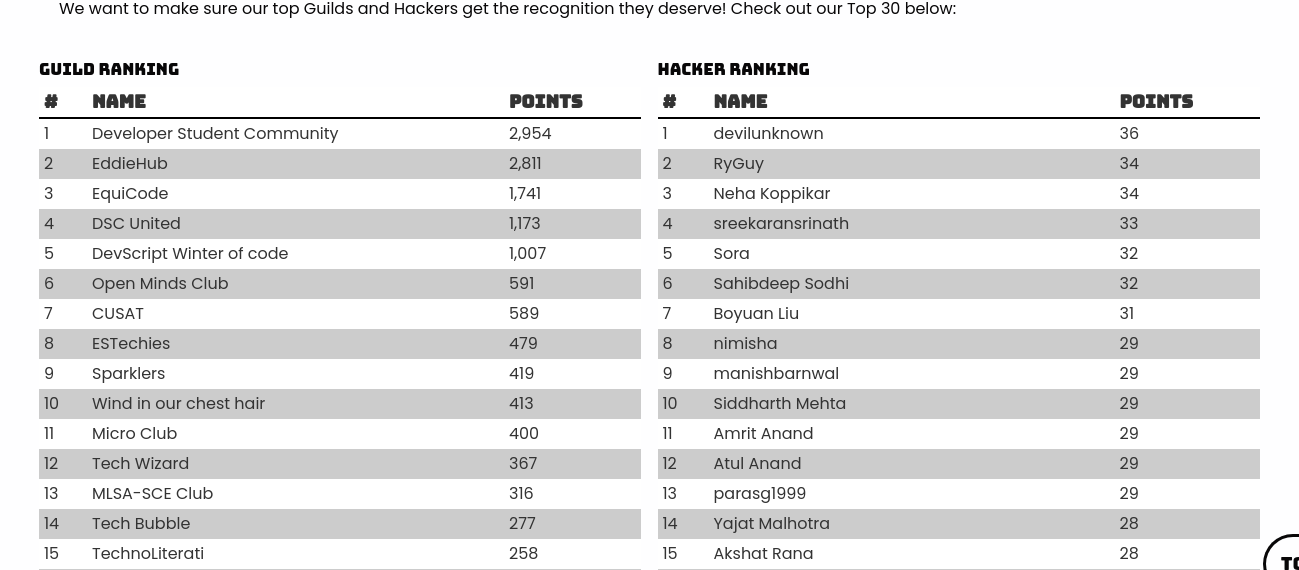 We want to make sure our top Guilds and Hackers get the recognition they deserve! Check out our Top 30 below:
GUILD RANKING
# NAME POINTS
1 Developer Student Community 2,954
2 EddieHub 2,811
3 EquiCode 1,741
4 DSC United 1,173
5 DevScript Winter of code 1,007
6 Open Minds Club 591
7 CUSAT 589
8 ESTechies 479
9 Sparklers 419
10 Wind in our chest hair 413
11 Micro Club 400
12 Tech Wizard 367
13 MLSA-SCE Club 316
14 Tech Bubble 277
15 TechnoLiterati 258
HACKER RANKING
# NAME POINTS
1 devilunknown 36
2 RyGuy 34
3 Neha Koppikar 34
4 sreekaransrinath 33
5 Sora 32
6 Sahibdeep Sodhi 32
7 Boyuan Liu 31
8 nimisha 29
9 manishbarnwal 29
10 Siddharth Mehta 29
11 Amrit Anand 29
12 Atul Anand 29
13 parasg1999 29
14 Yajat Malhotra 28
15 Akshat Rana 28